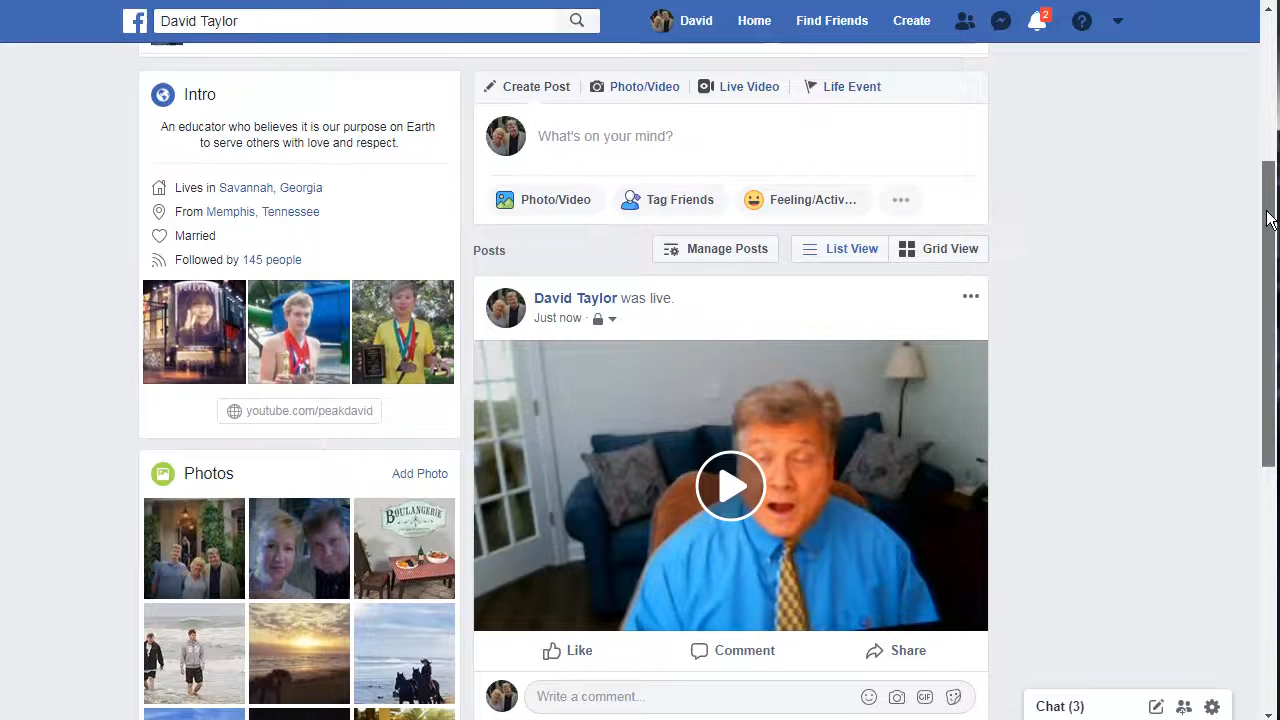 David Taylor
David
Home
Find Friends
Create
2
Intro
An educator who believes it is our purpose on Earth
to serve others with love and respect.
Lives in Savannah, Georgia
From Memphis, Tennessee
Married
Followed by 145 people
youtube.com/peakdavid
Photos
Add Photo
BOULANGERIE
Create Post
Photo/Video
Live Video
Life Event
What's on your mind?
Photo/Video
Tag Friends
Feeling/Activ...
Posts
Manage Posts
List View
Grid View
David Taylor was live.
Just now ·
Like
Comment
Share
Write a comment...
GIF
Chat (3)